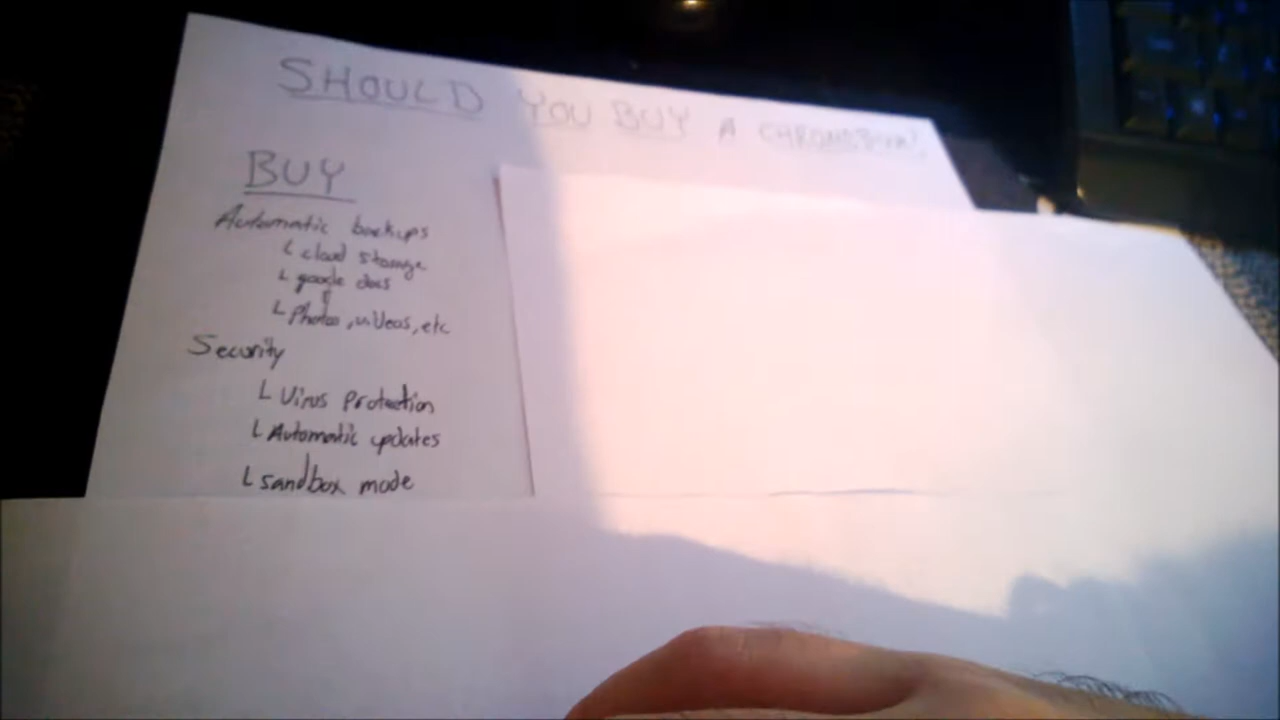 SHOULD YOU BUY A CHROMEBOOK?
BUY
Automatic backups
L cloud storage
L google docs
L Photos, videos, etc
Security
L Virus Protection
L Automatic updates
L sandbox mode